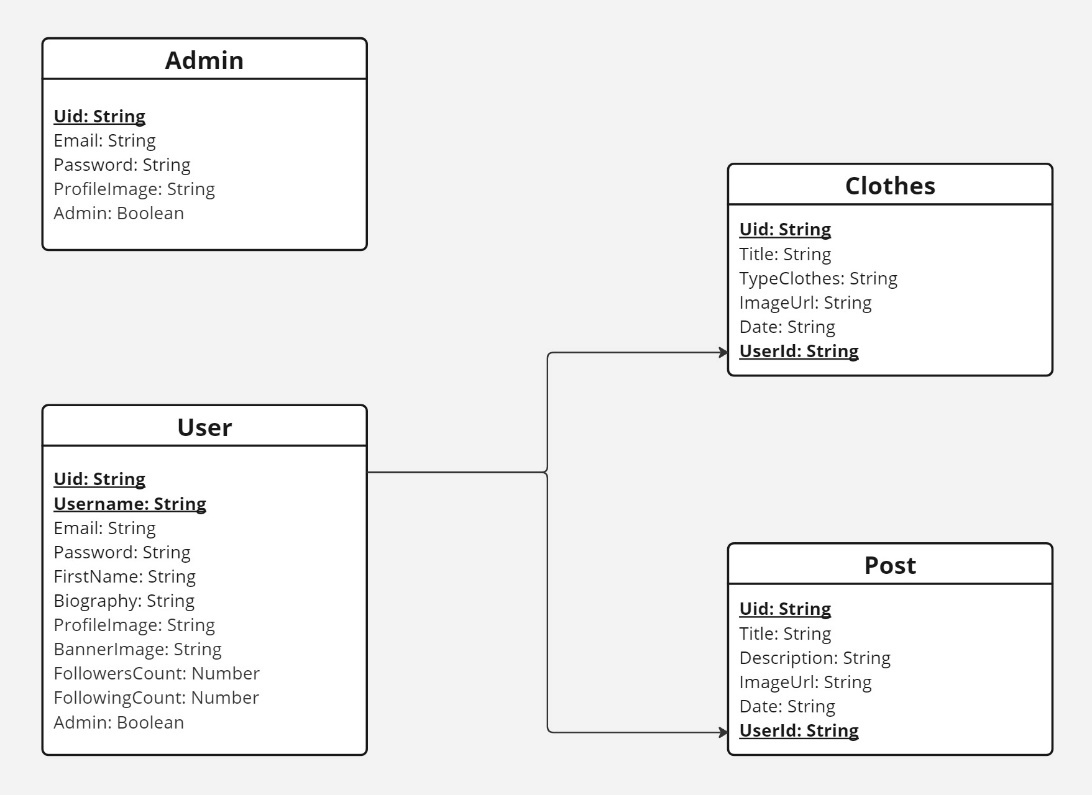 Admin
Uid: String
Email: String
Password: String
ProfileImage: String
Admin: Boolean
Clothes
Uid: String
Title: String
TypeClothes: String
ImageUrl: String
Date: String
UserId: String
User
Uid: String
Username: String
Email: String
Password: String
FirstName: String
Biography: String
ProfileImage: String
BannerImage: String
FollowersCount: Number
FollowingCount: Number
Admin: Boolean
Post
Uid: String
Title: String
Description: String
ImageUrl: String
Date: String
UserId: String